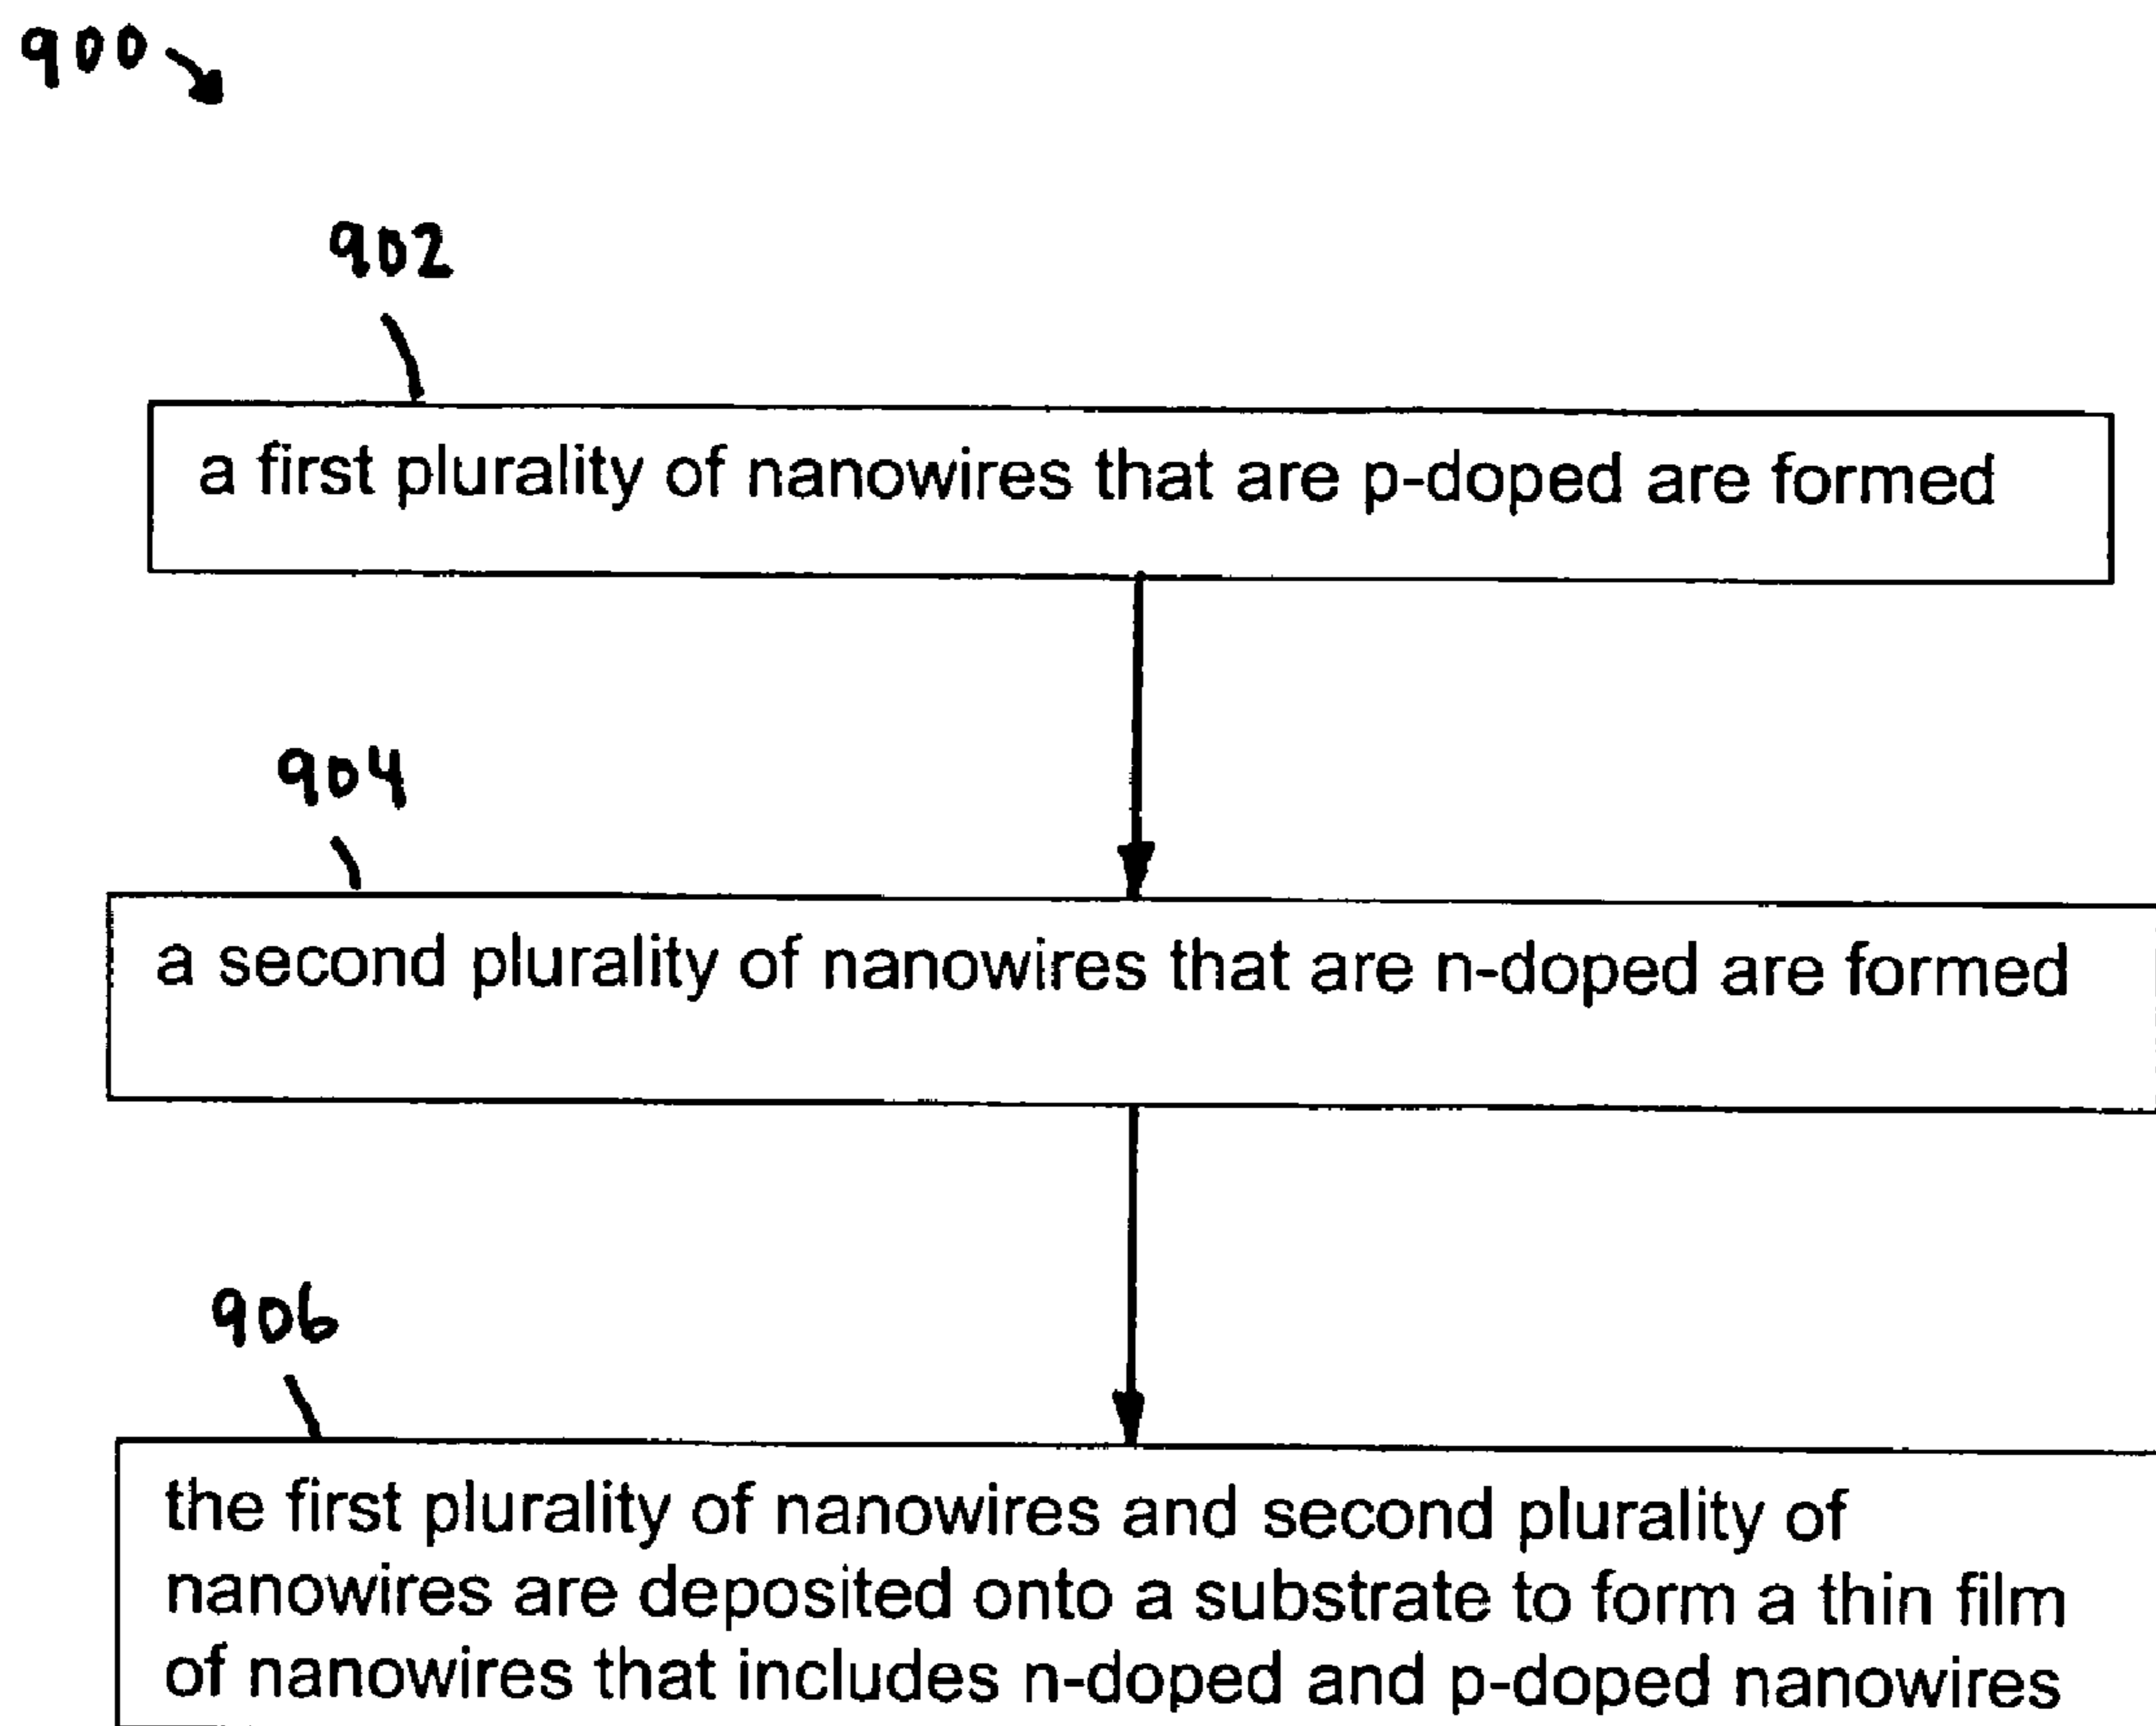 900
902
a first plurality of nanowires that are p-doped are formed
904
a second plurality of nanowires that are n-doped are formed
906
the first plurality of nanowires and second plurality of
nanowires are deposited onto a substrate to form a thin film
of nanowires that includes n-doped and p-doped nanowires